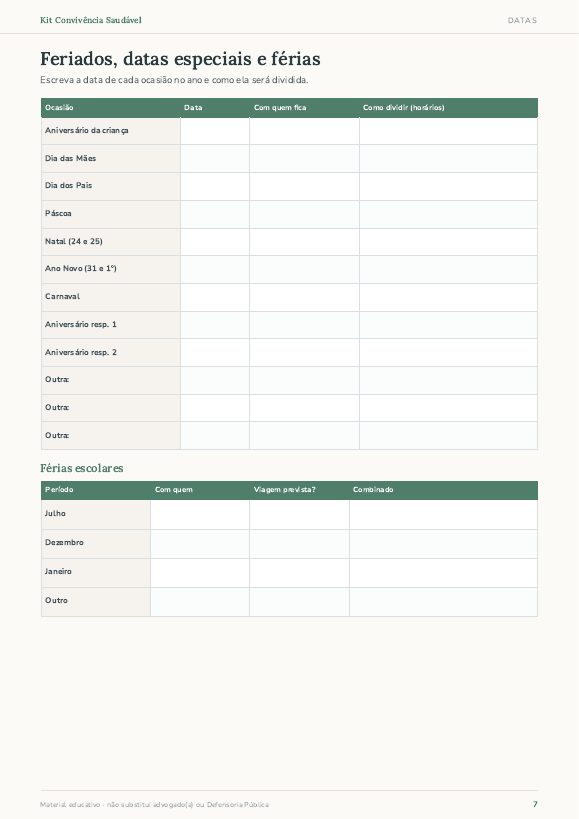 Kit Convivência Saudável
DATAS
Feriados, datas especiais e férias
Escreva a data de cada ocasião no ano e como ela será dividida.
Ocasião Data Com quem fica Como dividir (horários)
Aniversário da criança
Dia das Mães
Dia dos Pais
Páscoa
Natal (24 e 25)
Ano Novo (31 e 1º)
Carnaval
Aniversário resp. 1
Aniversário resp. 2
Outra:
Outra:
Outra:
Férias escolares
Período Com quem Viagem prevista? Combinado
Julho
Dezembro
Janeiro
Outro
Material educativo · não substitui advogado(a) ou Defensoria Pública
7